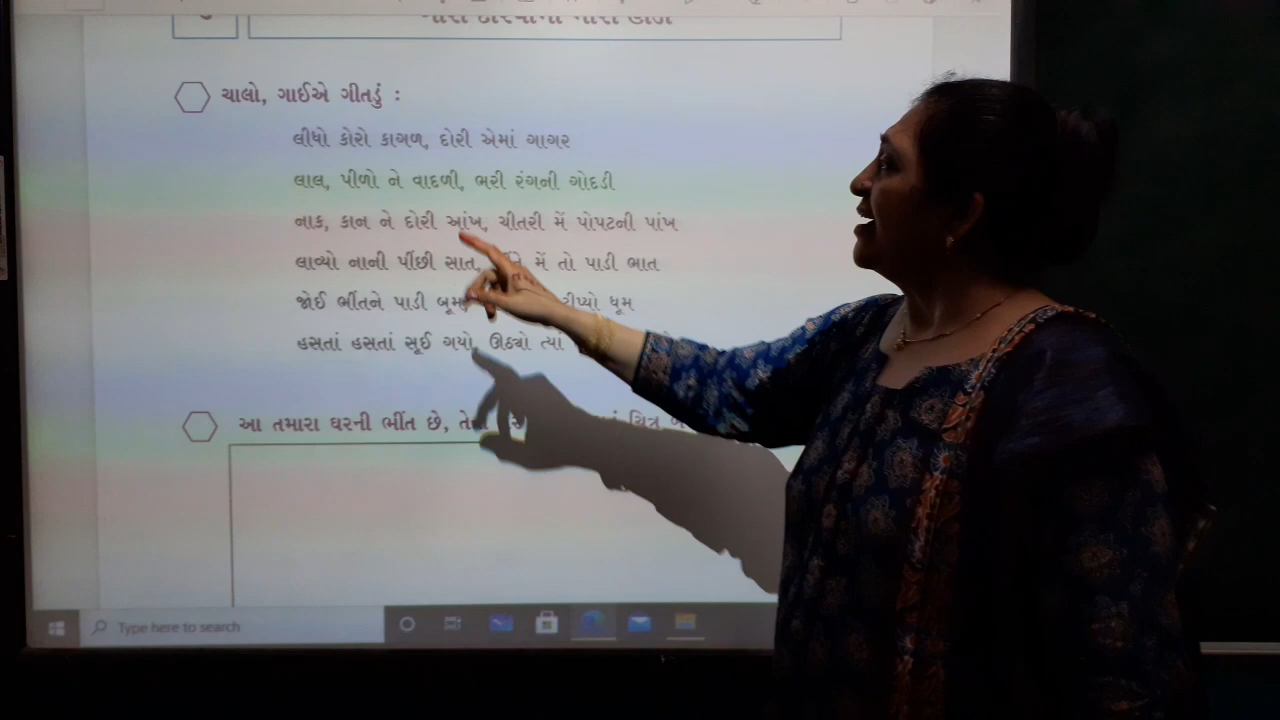 ચાલો, ગાઈએ ગીતડું :
લીધો કોરો કાગળ, દોરી એમાં ગાગર
લાલ, પીળો ને વાદળી, ભરી રંગની ગોદડી
નાક, કાન ને દોરી આંખ, ચીતરી મેં પોપટની પાંખ
લાવ્યો નાની પીંછી સાત, મેં તો પાડી ભાત
જોઈ ભીંતને પાડી બૂમ, ધૂમ
હસતાં હસતાં સૂઈ ગયો, ઊઠ્યો ત્યા
આ તમારા ઘરની ભીંત છે, ચિત્ર
Type here to search